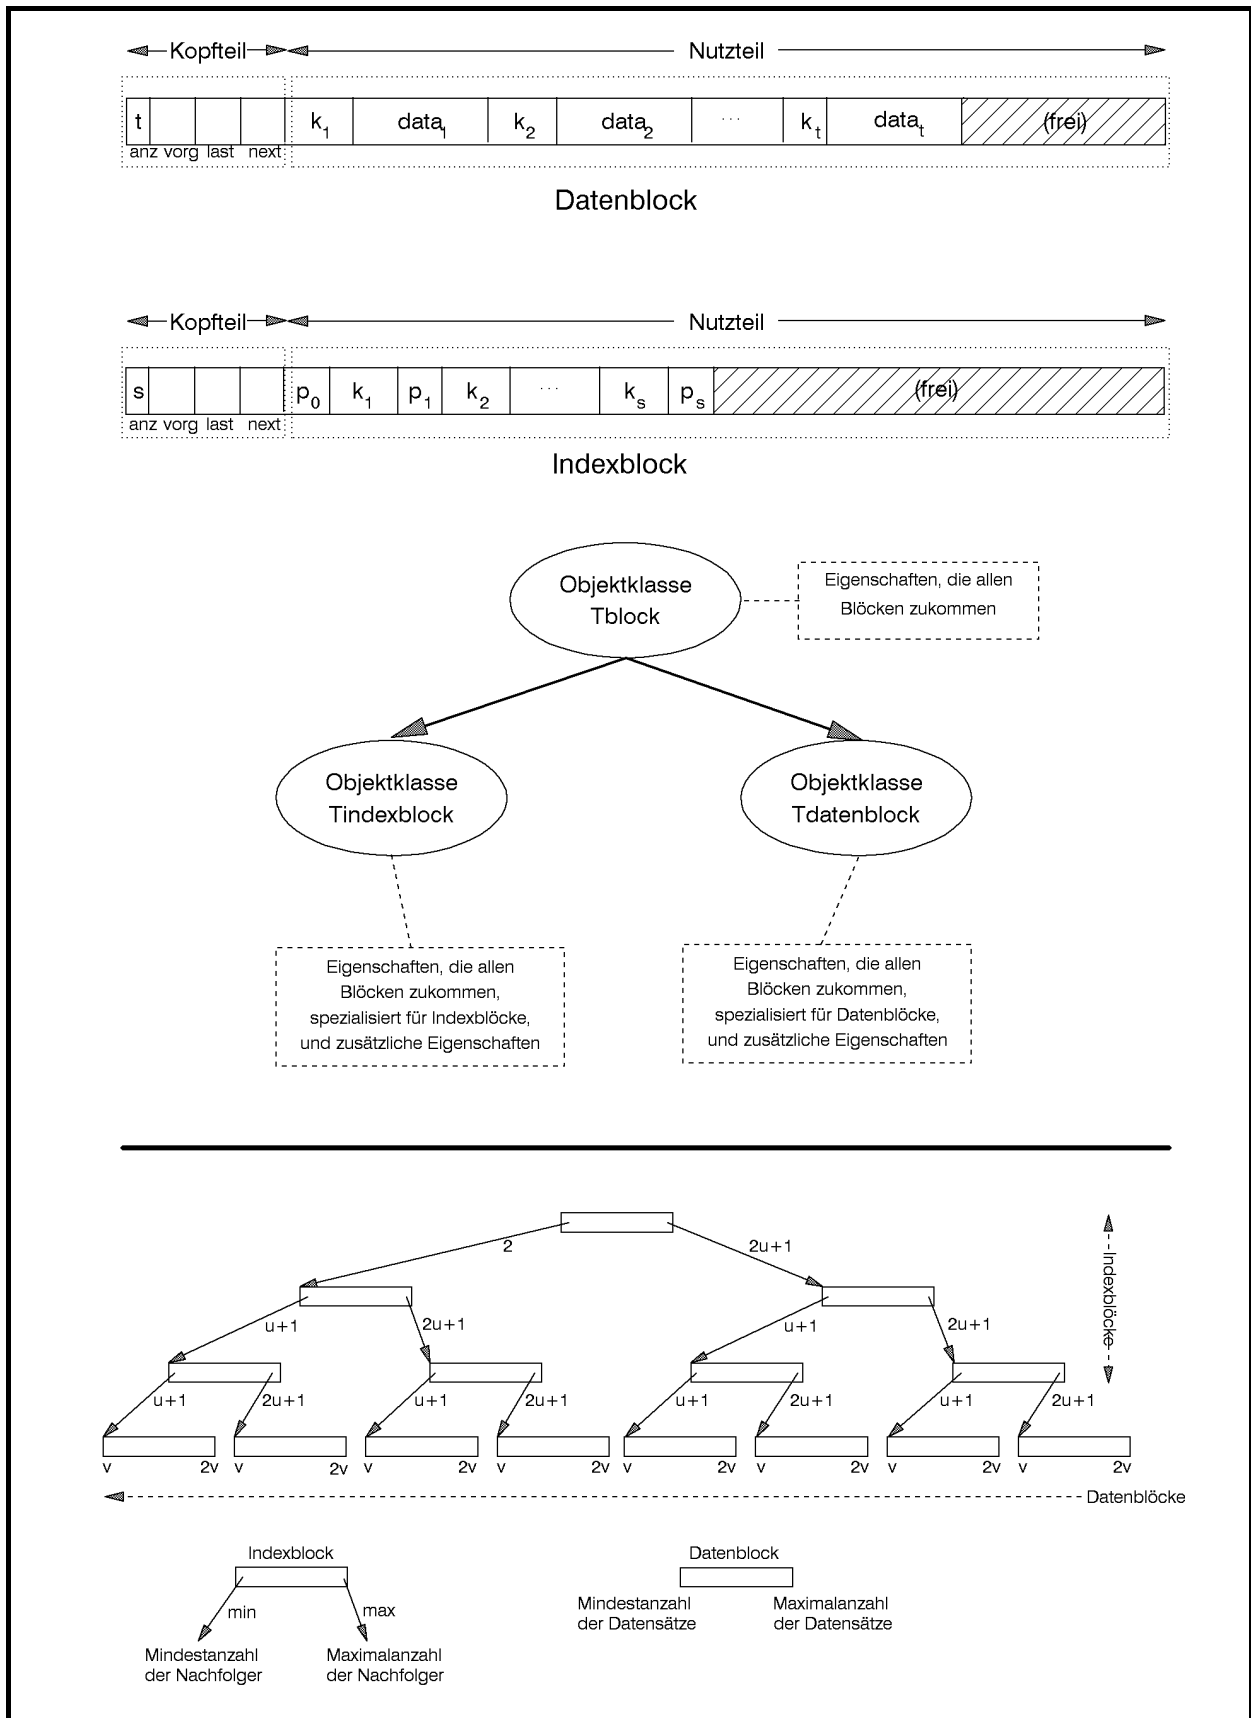 Kopfteil Nutzteil
t k1 data1 k2 data2 ... kt datat (frei)
anz vorg last next
Datenblock
Kopfteil Nutzteil
s p0 k1 p1 k2 ... ks ps (frei)
anz vorg last next
Indexblock
Objektklasse
Tblock
Eigenschaften, die allen
Blöcken zukommen
Objektklasse
Tindexblock
Objektklasse
Tdatenblock
Eigenschaften, die allen
Blöcken zukommen,
spezialisiert für Indexblöcke,
und zusätzliche Eigenschaften
Eigenschaften, die allen
Blöcken zukommen,
spezialisiert für Datenblöcke,
und zusätzliche Eigenschaften
2 2u+1
Indexblöcke
u+1 2u+1 u+1 2u+1
u+1 2u+1 u+1 2u+1 u+1 2u+1 u+1 2u+1
v 2v v 2v v 2v v 2v v 2v v 2v v 2v v 2v
Datenblöcke
Indexblock
min max
Mindestanzahl
der Nachfolger
Maximalanzahl
der Nachfolger
Datenblock
Mindestanzahl
der Datensätze
Maximalanzahl
der Datensätze